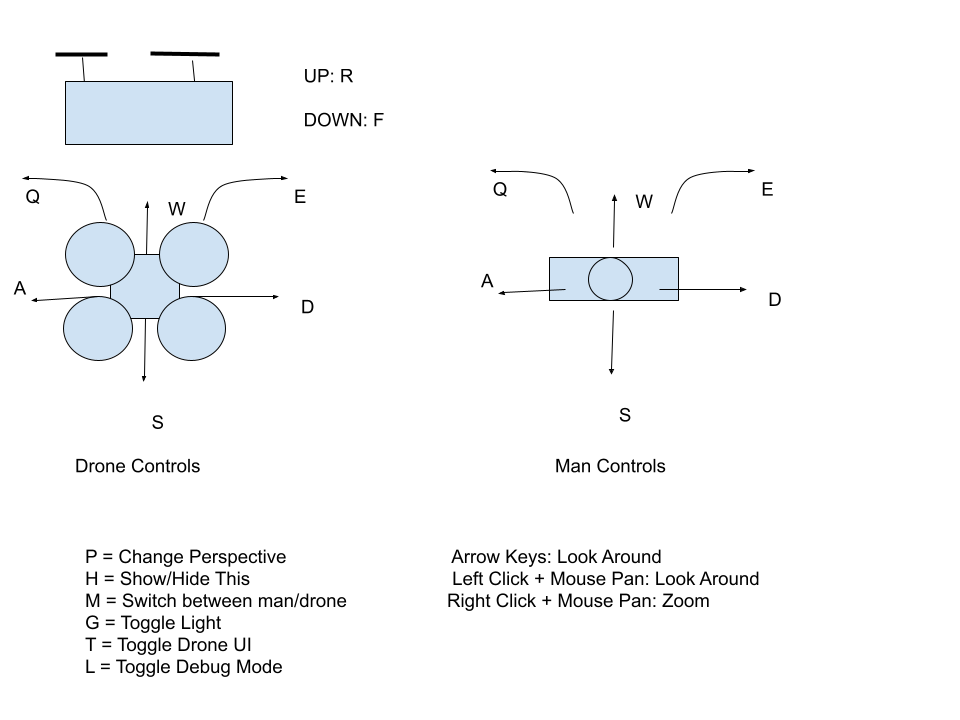 UP: R
DOWN: F
Q
W
E
A
D
S
Drone Controls
Q
W
E
A
D
S
Man Controls
P = Change Perspective
H = Show/Hide This
M = Switch between man/drone
G = Toggle Light
T = Toggle Drone UI
L = Toggle Debug Mode
Arrow Keys: Look Around
Left Click + Mouse Pan: Look Around
Right Click + Mouse Pan: Zoom